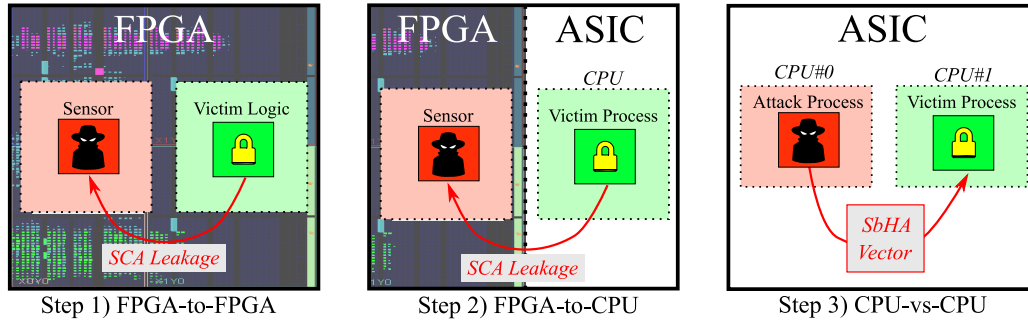 FPGA
Sensor
Victim Logic
SCA Leakage
X0Y0
X1Y0
Step 1) FPGA-to-FPGA
FPGA
ASIC
CPU
Sensor
Victim Process
SCA Leakage
Step 2) FPGA-to-CPU
ASIC
CPU#0
CPU#1
Attack Process
Victim Process
SbHA
Vector
Step 3) CPU-vs-CPU